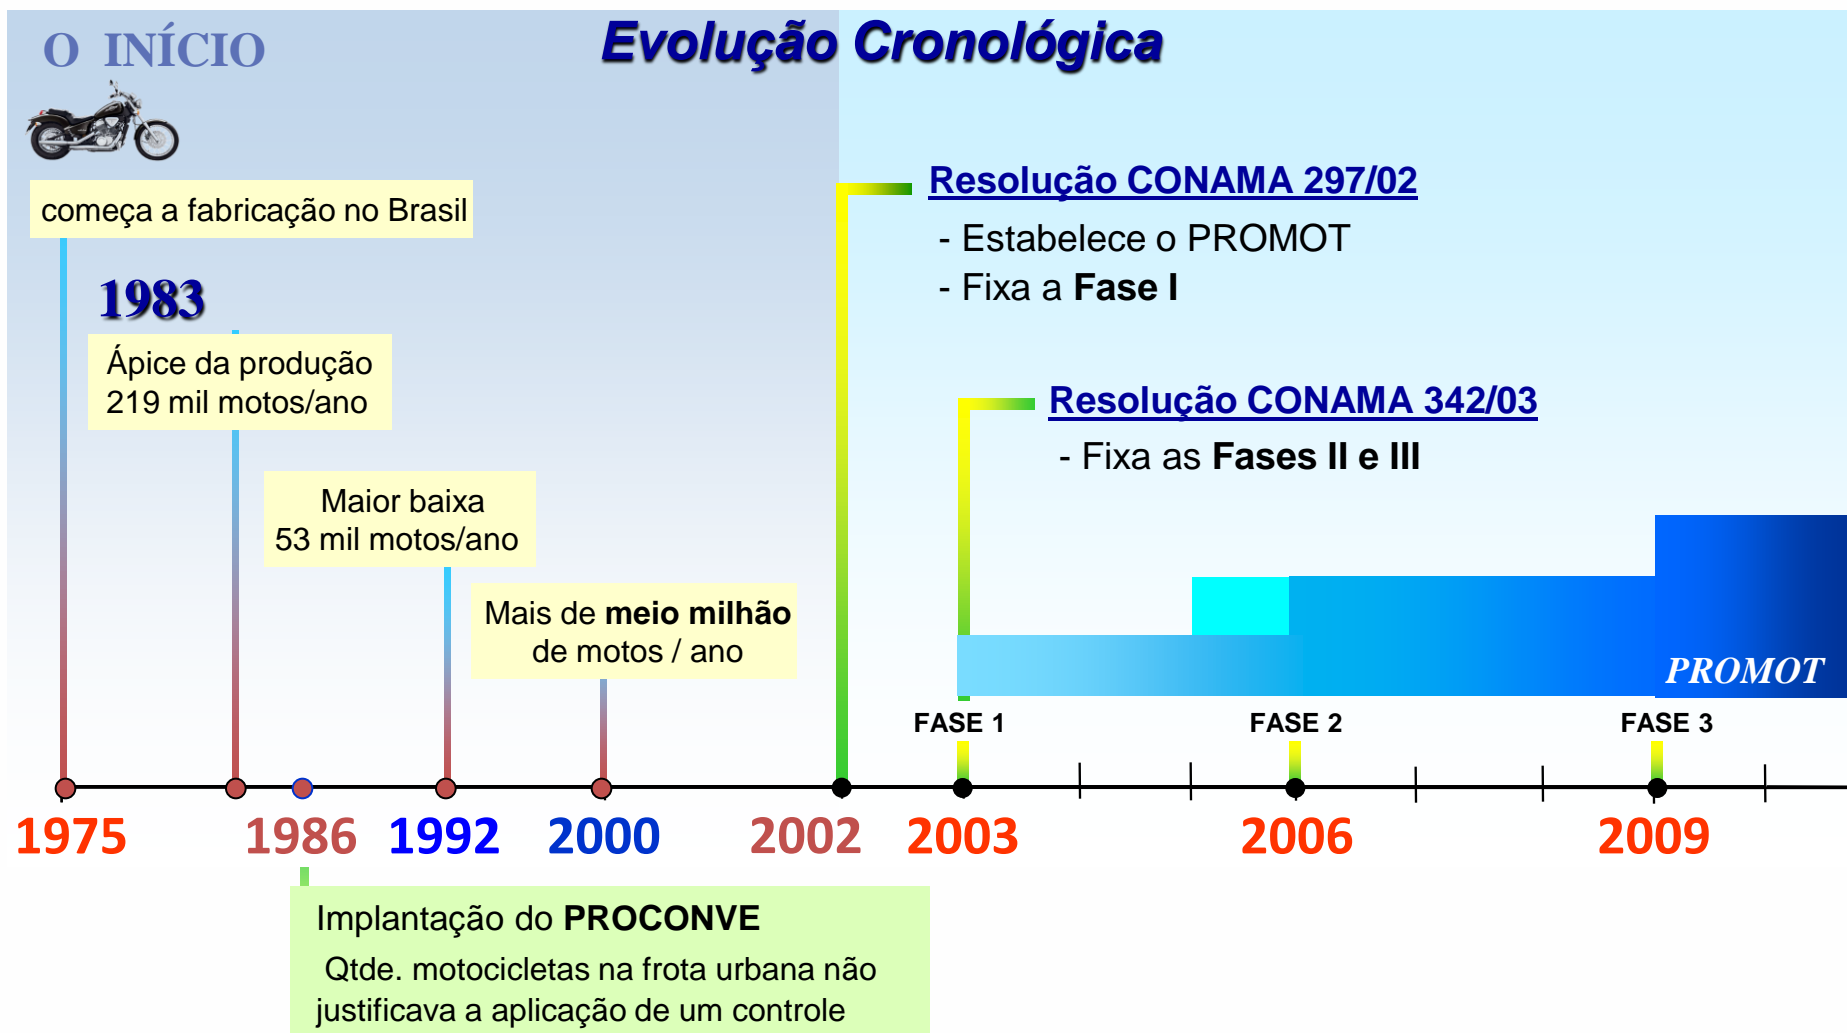 O INÍCIO
Evolução Cronológica
começa a fabricação no Brasil
1983
Ápice da produção
219 mil motos/ano
Maior baixa
53 mil motos/ano
Mais de meio milhão
de motos / ano
Resolução CONAMA 297/02
- Estabelece o PROMOT
- Fixa a Fase I
Resolução CONAMA 342/03
- Fixa as Fases II e III
PROMOT
FASE 1
FASE 2
FASE 3
1975
1986
1992
2000
2002
2003
2006
2009
Implantação do PROCONVE
Qtde. motocicletas na frota urbana não
justificava a aplicação de um controle